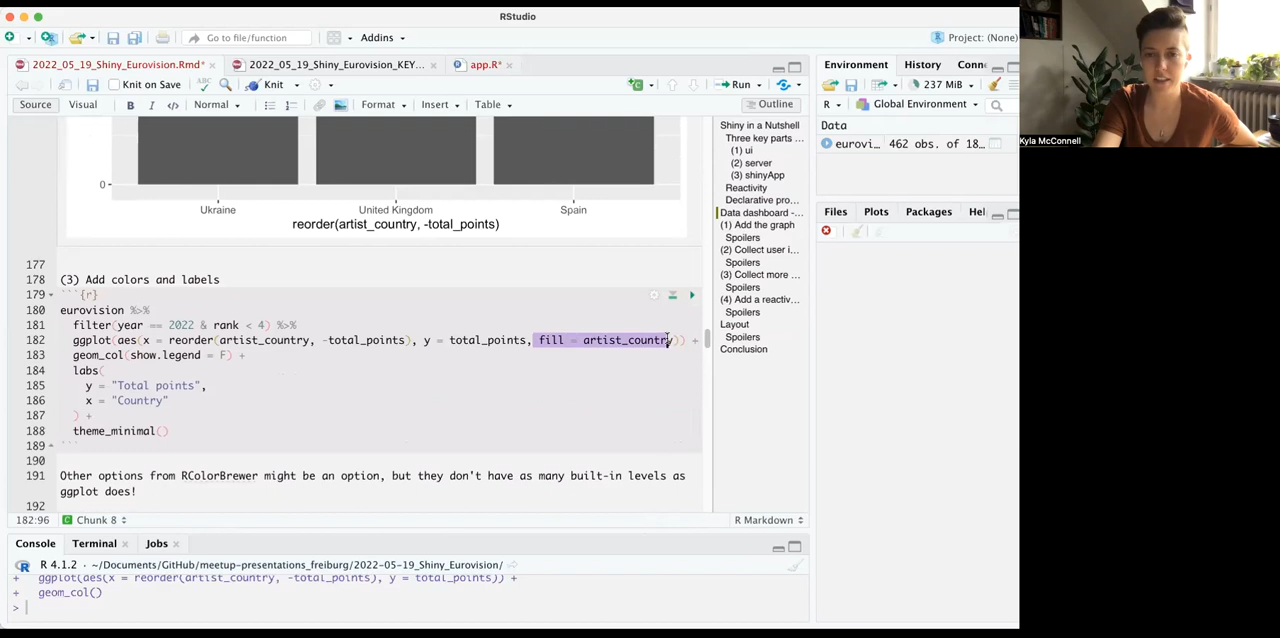 RStudio
Go to file/function
Addins
Project: (None)
2022_05_19_Shiny_Eurovision.Rmd*
2022_05_19_Shiny_Eurovision_KEY...
app.R*
Knit on Save
ABC
Knit
Run
Source
Visual
B
I
</>
Normal
Format
Insert
Table
Outline
0
Ukraine
United Kingdom
Spain
reorder(artist_country, -total_points)
177
178 (3) Add colors and labels
179 ```{r}
180 eurovision %>%
181 filter(year == 2022 & rank < 4) %>%
182 ggplot(aes(x = reorder(artist_country, -total_points), y = total_points, fill = artist_country)) +
183 geom_col(show.legend = F) +
184 labs(
185 y = "Total points",
186 x = "Country"
187 ) +
188 theme_minimal()
189 ```
190
191 Other options from RColorBrewer might be an option, but they don't have as many built-in levels as
ggplot does!
192
182:96
Chunk 8
R Markdown
Shiny in a Nutshell
Three key parts ...
(1) ui
(2) server
(3) shinyApp
Reactivity
Declarative pro...
Data dashboard -...
(1) Add the graph
Spoilers
(2) Collect user i...
Spoilers
(3) Collect more ...
Spoilers
(4) Add a reactiv...
Spoilers
Layout
Spoilers
Conclusion
Console
Terminal
Jobs
R 4.1.2 · ~/Documents/GitHub/meetup-presentations_freiburg/2022-05-19_Shiny_Eurovision/
+ ggplot(aes(x = reorder(artist_country, -total_points), y = total_points)) +
+ geom_col()
>
Environment
History
Conn
237 MiB
R
Global Environment
Data
eurovi... 462 obs. of 18...
Files
Plots
Packages
Hel
Kyla McConnell